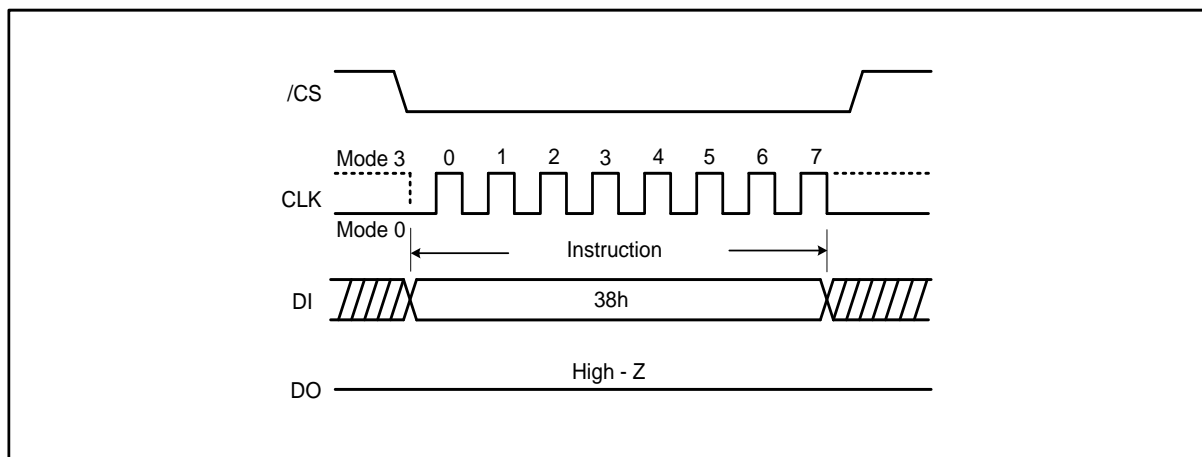 /CS
Mode 3 0 1 2 3 4 5 6 7
CLK
Mode 0
Instruction
DI 38h
High - Z
DO